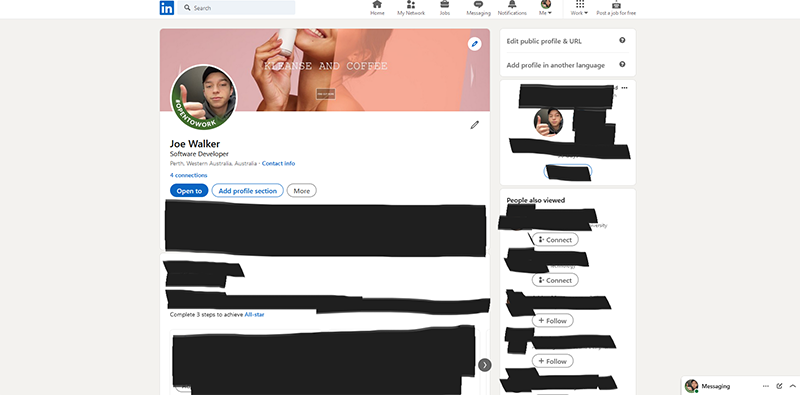 in
Search
Home
My Network
Jobs
Messaging
Notifications
Me
Work
Post a job for free
KLEANSE AND COFFEE
#OPENTOWORK
Joe Walker
Software Developer
Perth, Western Australia, Australia · Contact info
4 connections
Open to
Add profile section
More
Complete 3 steps to achieve All-star
Edit public profile & URL
Add profile in another language
People also viewed
Connect
Connect
Follow
Follow
Messaging